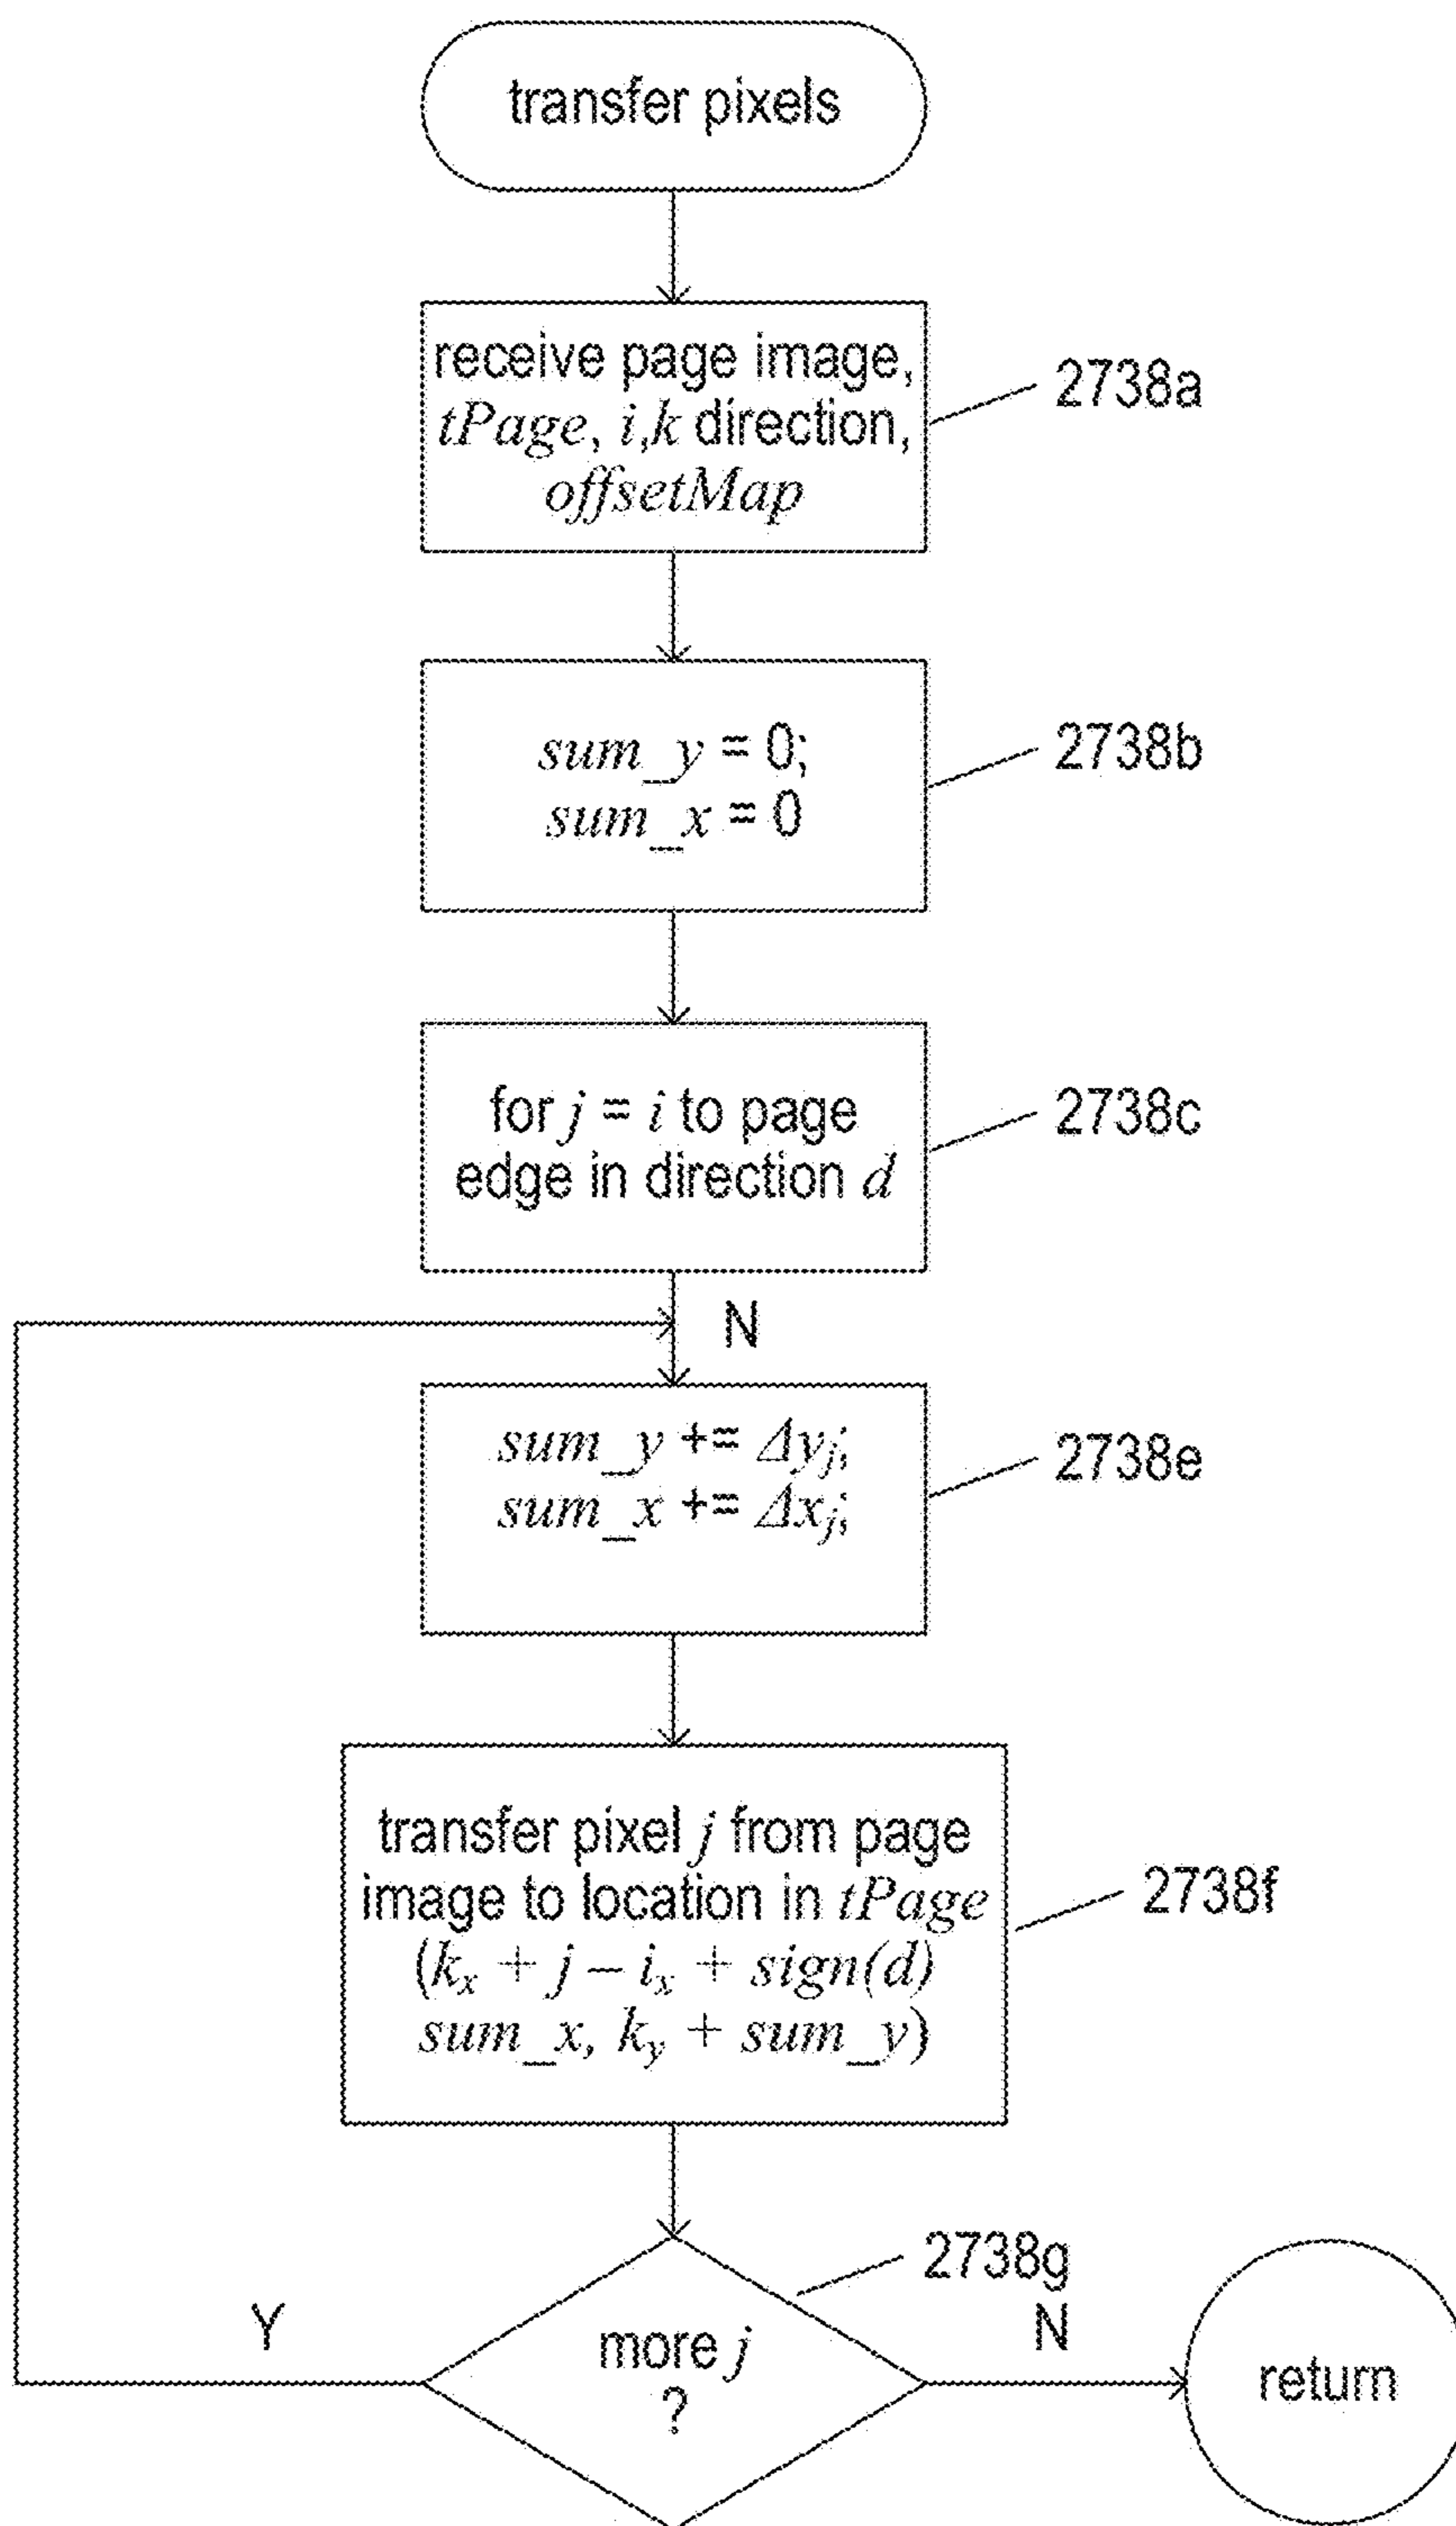 transfer pixels
receive page image,
tPage, i,k direction,
offsetMap
2738a
sum_y = 0;
sum_x = 0
2738b
for j = i to page
edge in direction d
2738c
N
sum_y += Δyⱼ;
sum_x += Δxⱼ;
2738e
transfer pixel j from page
image to location in tPage
(kₓ + j – iₓ + sign(d)
sum_x, k_y + sum_y)
2738f
2738g
Y
more j
?
N
return